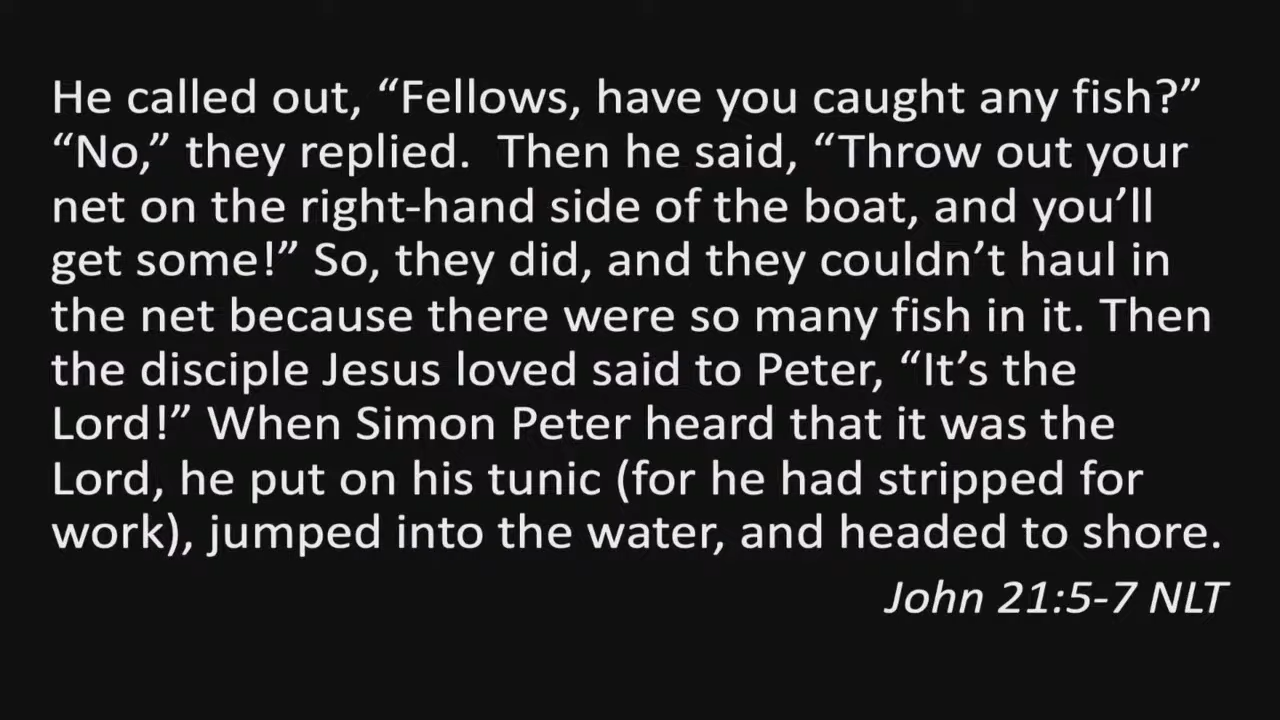 He called out, “Fellows, have you caught any fish?”
“No,” they replied.  Then he said, “Throw out your
net on the right-hand side of the boat, and you’ll
get some!” So, they did, and they couldn’t haul in
the net because there were so many fish in it. Then
the disciple Jesus loved said to Peter, “It’s the
Lord!” When Simon Peter heard that it was the
Lord, he put on his tunic (for he had stripped for
work), jumped into the water, and headed to shore.
John 21:5-7 NLT